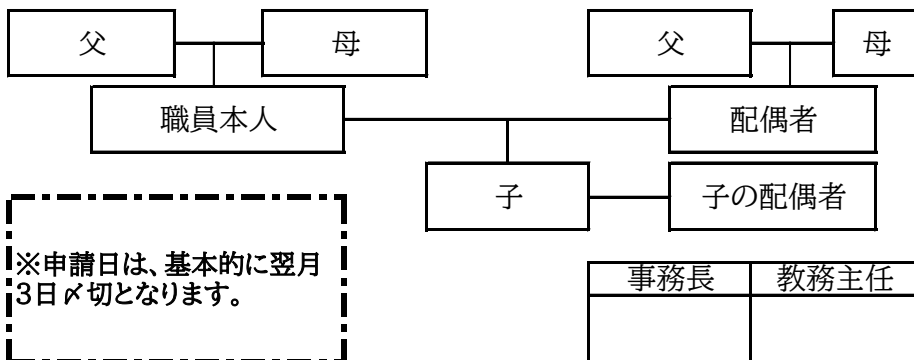 父 母 父 母
職員本人 配偶者
子 子の配偶者
※申請日は、基本的に翌月
3日〆切となります。
事務長 教務主任